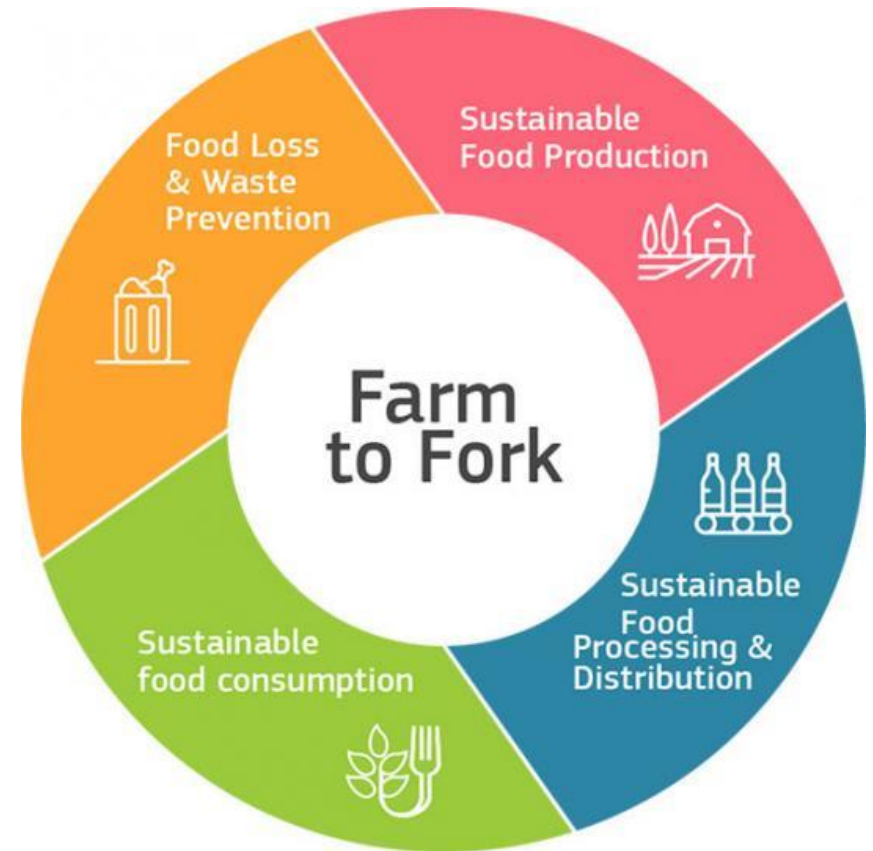 Sustainable
Food Production
Food Loss
& Waste
Prevention
Farm
to Fork
Sustainable
Food
Processing &
Distribution
Sustainable
food consumption